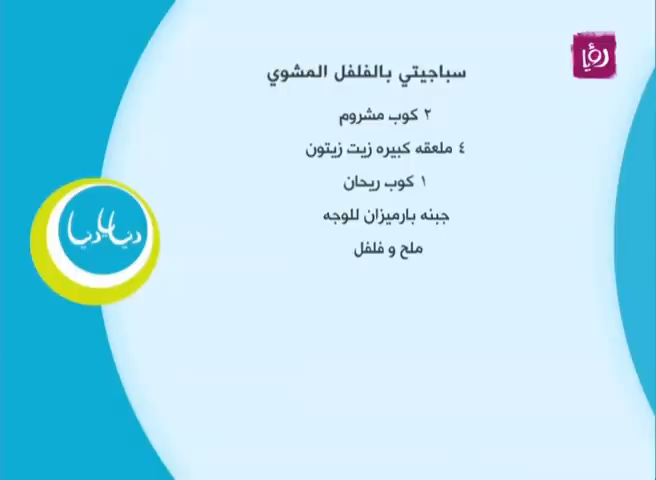 رؤيا
سباجيتي بالفلفل المشوي
٢ كوب مشروم
٤ ملعقه كبيره زيت زيتون
١ كوب ريحان
جبنه بارميزان للوجه
ملح و فلفل
دنيا يا دنيا